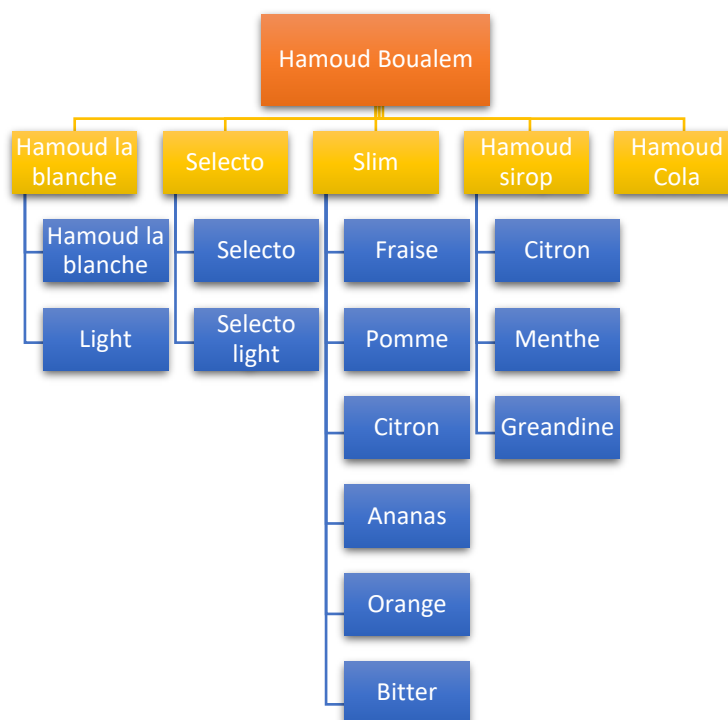 Hamoud Boualem
Hamoud la
blanche
Selecto
Slim
Hamoud
sirop
Hamoud
Cola
Hamoud la
blanche
Light
Selecto
Selecto
light
Fraise
Pomme
Citron
Ananas
Orange
Bitter
Citron
Menthe
Greandine